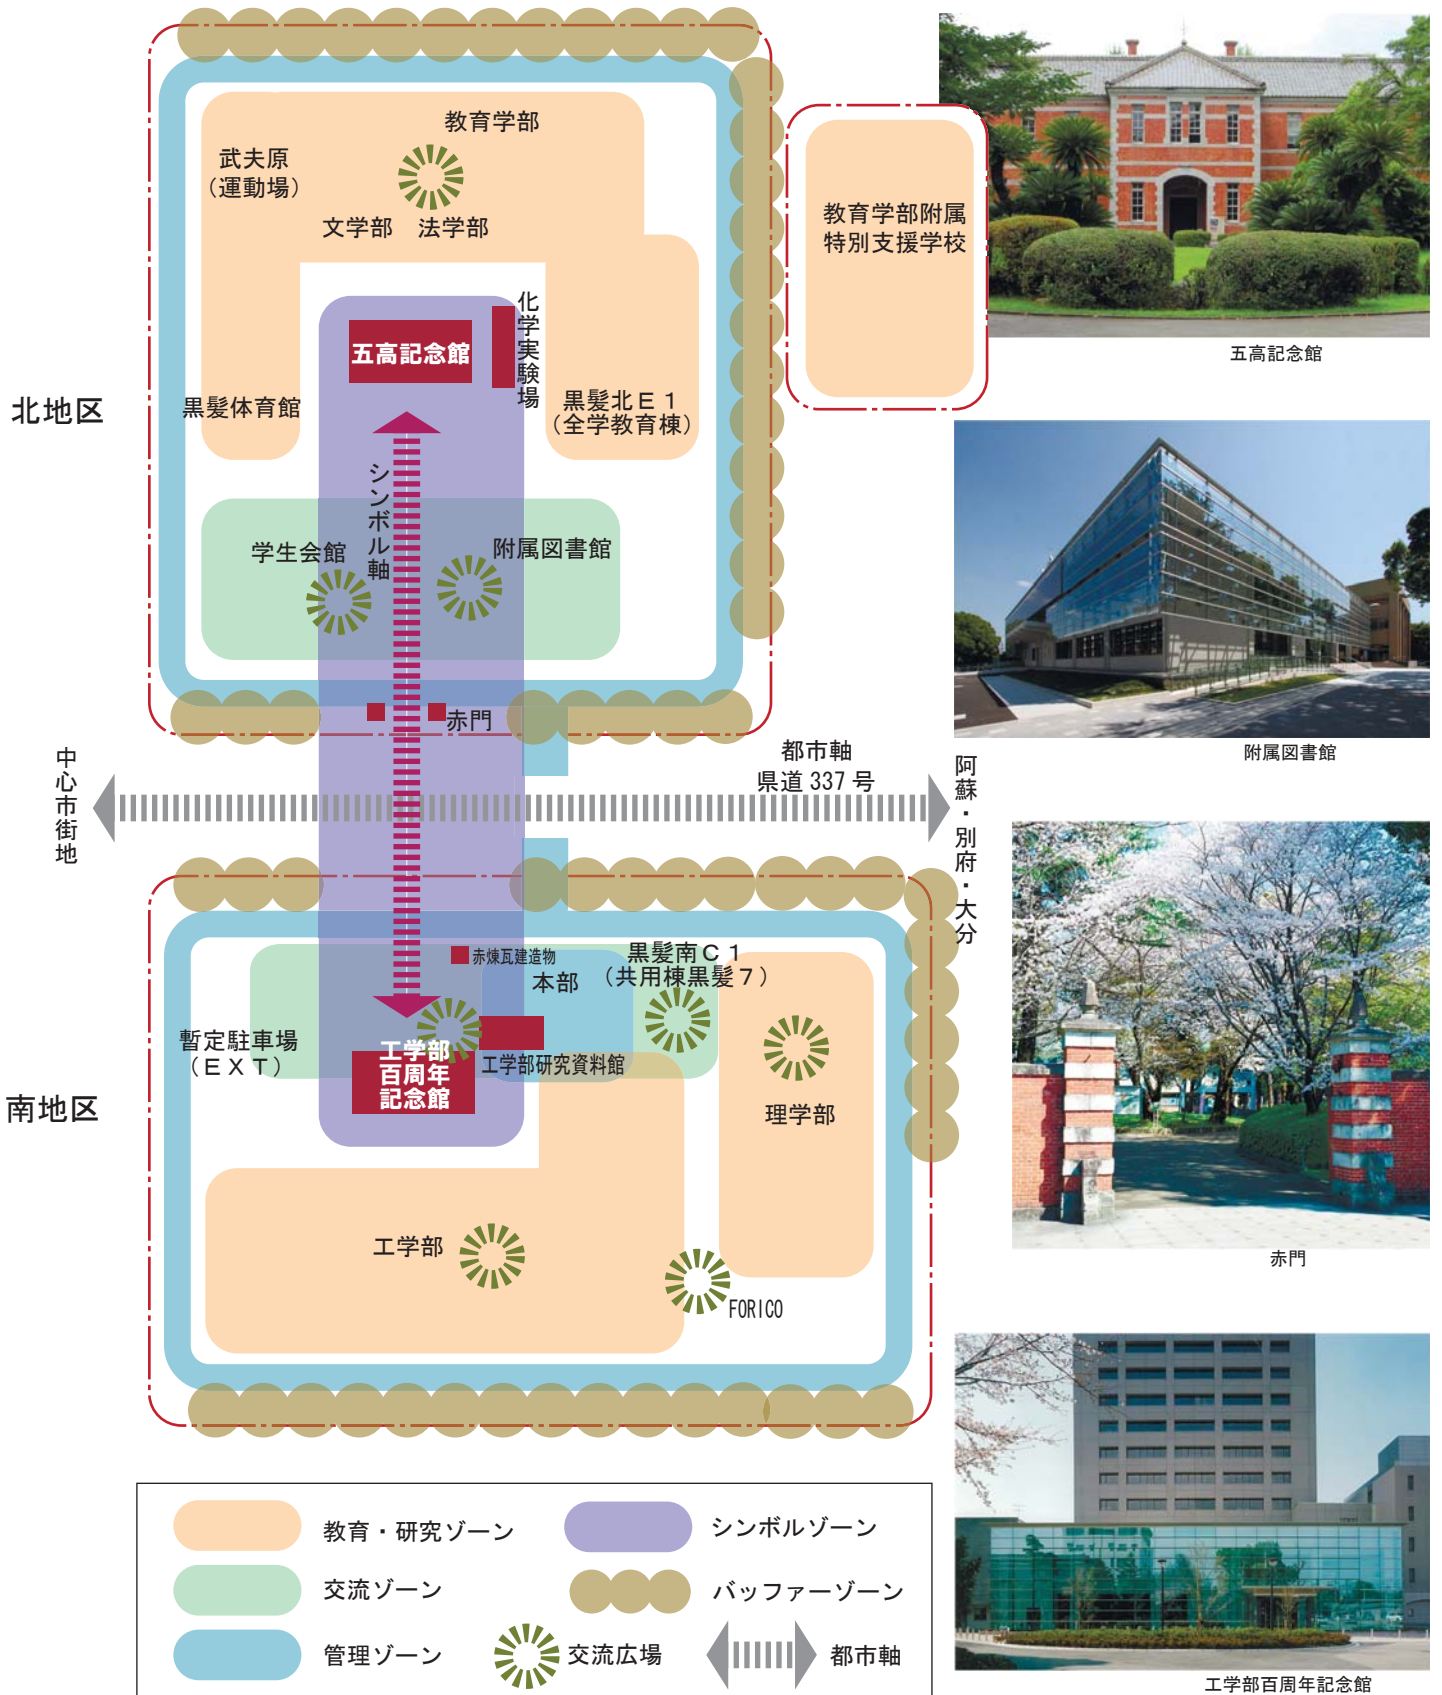 教育学部
武夫原
（運動場）
文学部　法学部
教育学部附属
特別支援学校
五高記念館
化学実験場
五高記念館
北地区
黒髪体育館
黒髪北Ｅ１
（全学教育棟）
シンボル軸
学生会館
附属図書館
赤門
附属図書館
中心市街地
都市軸
県道 337 号
阿蘇・別府・大分
赤煉瓦建造物
本部
黒髪南Ｃ１
（共用棟黒髪７）
暫定駐車場
（ＥＸＴ）
工学部
百周年
記念館
工学部研究資料館
南地区
理学部
工学部
FORICO
赤門
教育・研究ゾーン
シンボルゾーン
交流ゾーン
バッファーゾーン
管理ゾーン
交流広場
都市軸
工学部百周年記念館